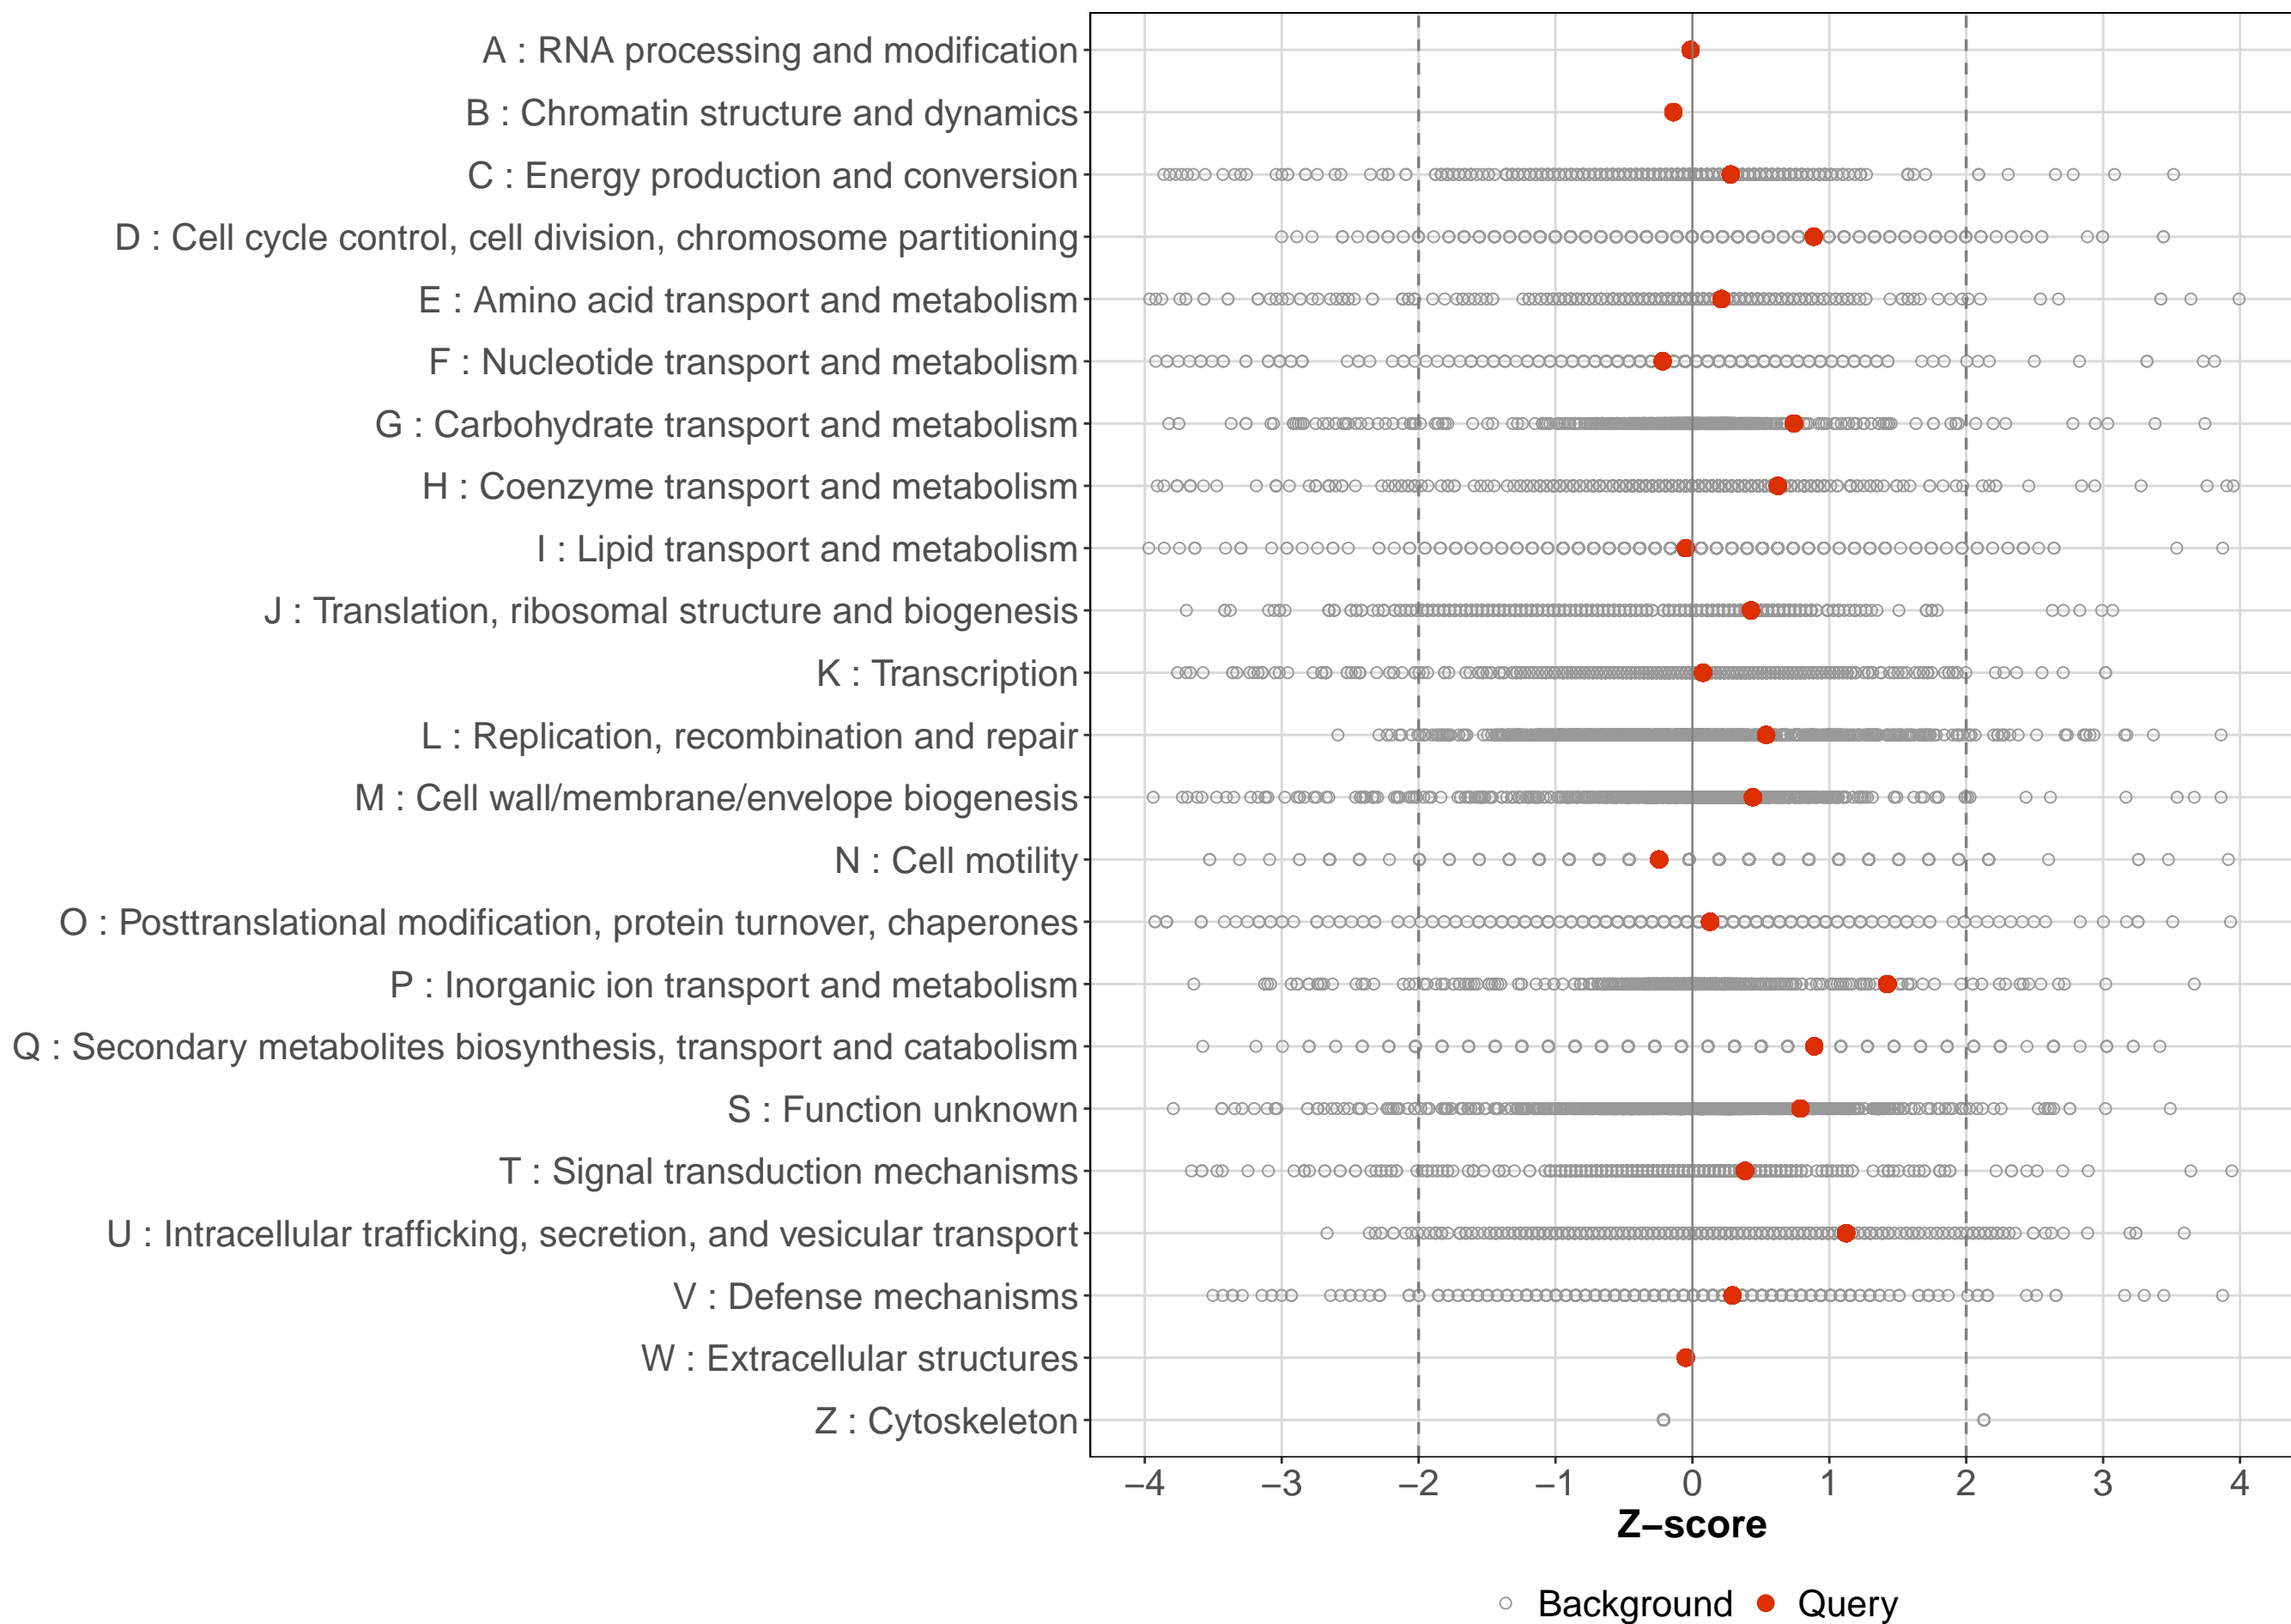 A : RNA processing and modification
B : Chromatin structure and dynamics
C : Energy production and conversion
D : Cell cycle control, cell division, chromosome partitioning
E : Amino acid transport and metabolism
F : Nucleotide transport and metabolism
G : Carbohydrate transport and metabolism
H : Coenzyme transport and metabolism
I : Lipid transport and metabolism
J : Translation, ribosomal structure and biogenesis
K : Transcription
L : Replication, recombination and repair
M : Cell wall/membrane/envelope biogenesis
N : Cell motility
O : Posttranslational modification, protein turnover, chaperones
P : Inorganic ion transport and metabolism
Q : Secondary metabolites biosynthesis, transport and catabolism
S : Function unknown
T : Signal transduction mechanisms
U : Intracellular trafficking, secretion, and vesicular transport
V : Defense mechanisms
W : Extracellular structures
Z : Cytoskeleton
−4 −3 −2 −1 0 1 2 3 4
Z−score
Background Query